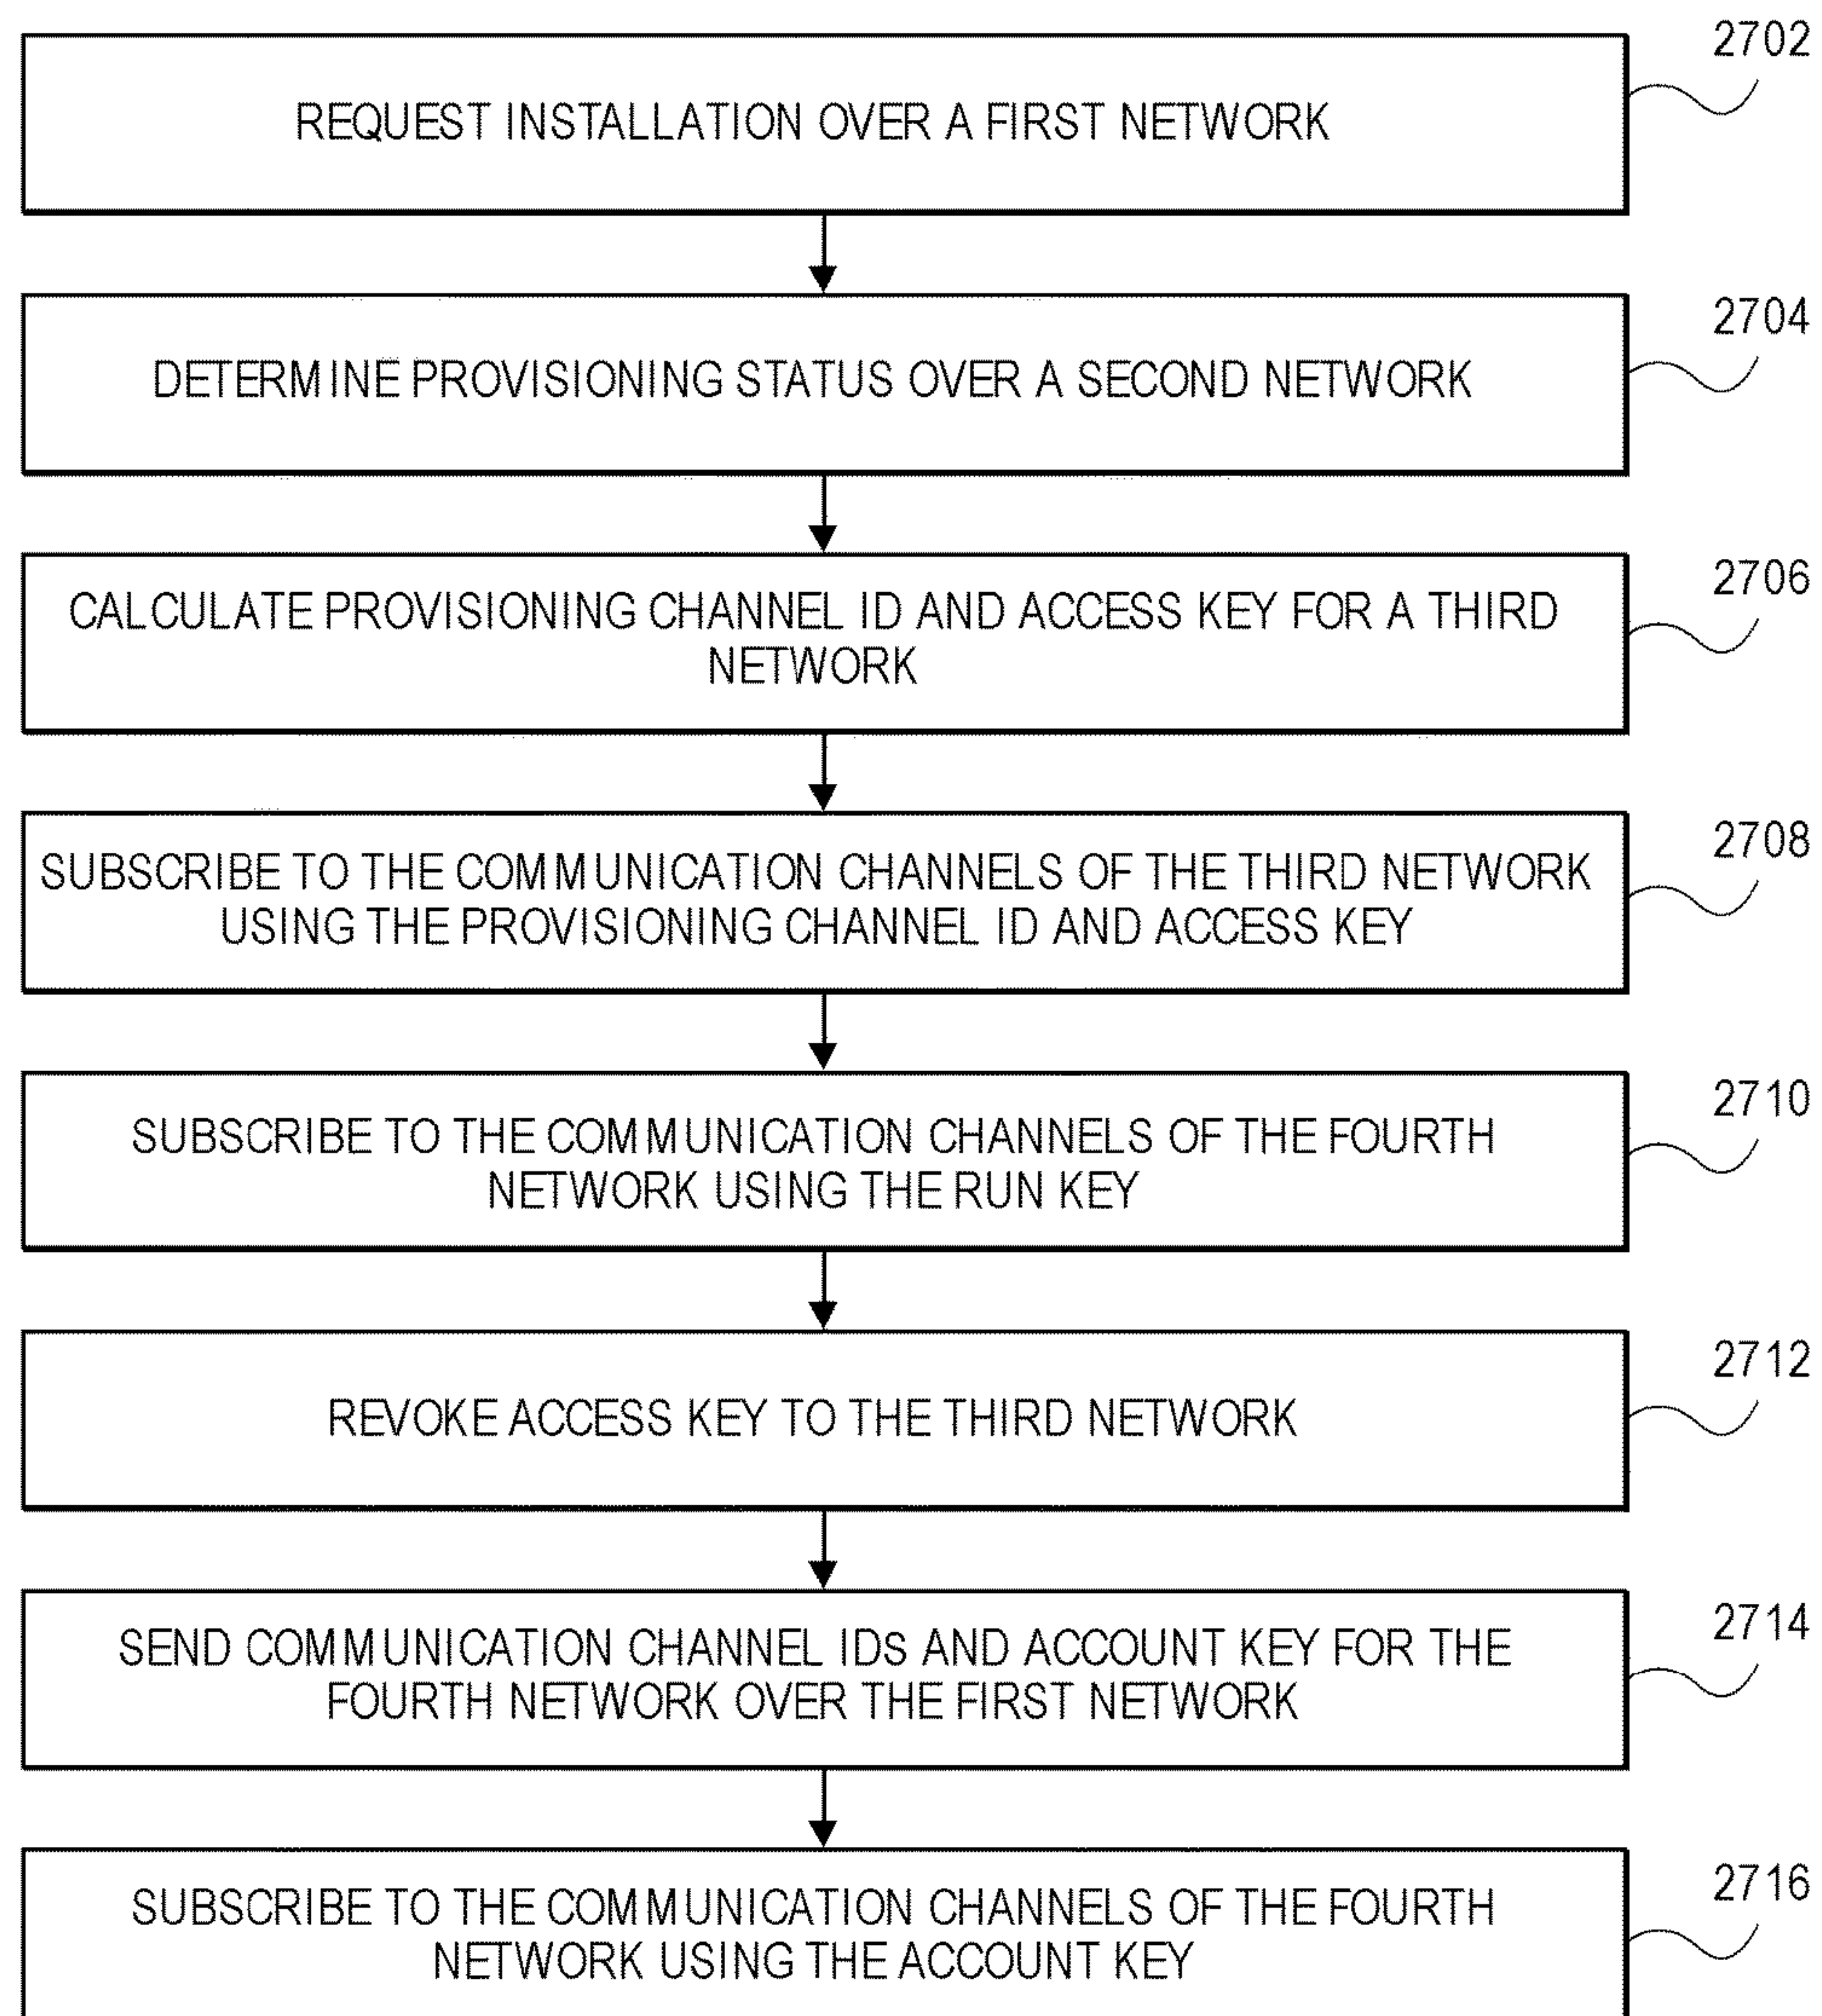 2702
REQUEST INSTALLATION OVER A FIRST NETWORK
2704
DETERMINE PROVISIONING STATUS OVER A SECOND NETWORK
2706
CALCULATE PROVISIONING CHANNEL ID AND ACCESS KEY FOR A THIRD
NETWORK
2708
SUBSCRIBE TO THE COMMUNICATION CHANNELS OF THE THIRD NETWORK
USING THE PROVISIONING CHANNEL ID AND ACCESS KEY
2710
SUBSCRIBE TO THE COMMUNICATION CHANNELS OF THE FOURTH
NETWORK USING THE RUN KEY
2712
REVOKE ACCESS KEY TO THE THIRD NETWORK
2714
SEND COMMUNICATION CHANNEL IDs AND ACCOUNT KEY FOR THE
FOURTH NETWORK OVER THE FIRST NETWORK
2716
SUBSCRIBE TO THE COMMUNICATION CHANNELS OF THE FOURTH
NETWORK USING THE ACCOUNT KEY